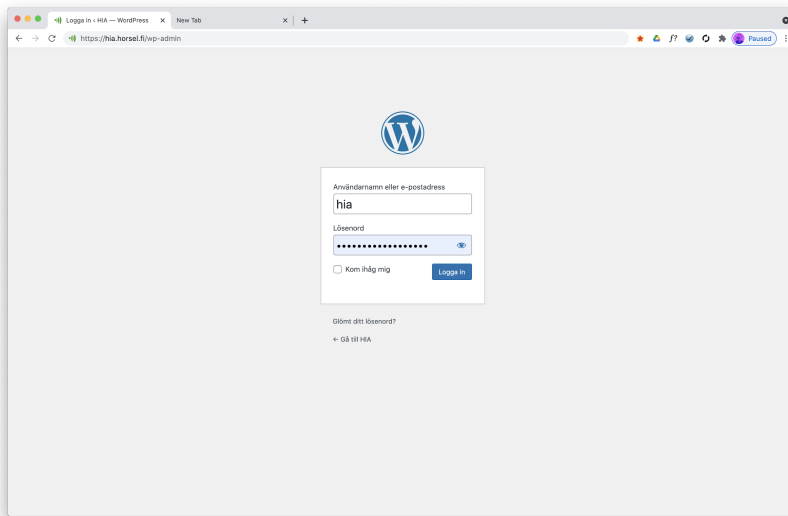 Logga in ‹ HIA — WordPress
New Tab
https://hia.horsel.fi/wp-admin
f?
Paused
Användarnamn eller e-postadress
hia
Lösenord
••••••••••••••••••
Kom ihåg mig
Logga in
Glömt ditt lösenord?
← Gå till HIA